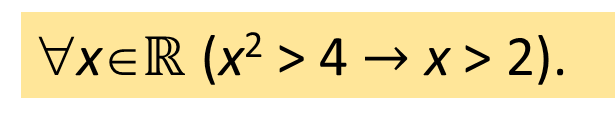 ∀x∈ℝ (x² > 4 → x > 2).